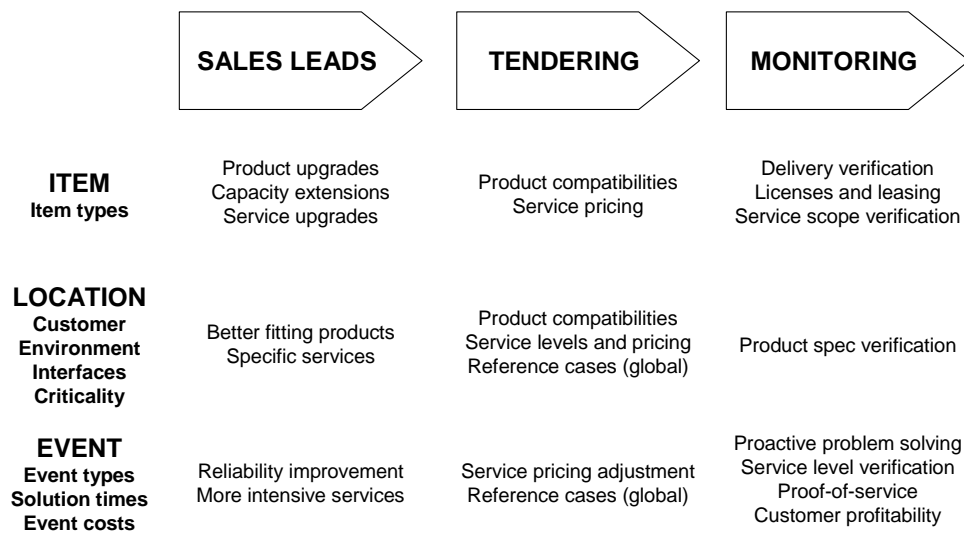 SALES LEADS
TENDERING
MONITORING
ITEM
Item types
Product upgrades
Capacity extensions
Service upgrades
Product compatibilities
Service pricing
Delivery verification
Licenses and leasing
Service scope verification
LOCATION
Customer
Environment
Interfaces
Criticality
Better fitting products
Specific services
Product compatibilities
Service levels and pricing
Reference cases (global)
Product spec verification
EVENT
Event types
Solution times
Event costs
Reliability improvement
More intensive services
Service pricing adjustment
Reference cases (global)
Proactive problem solving
Service level verification
Proof-of-service
Customer profitability